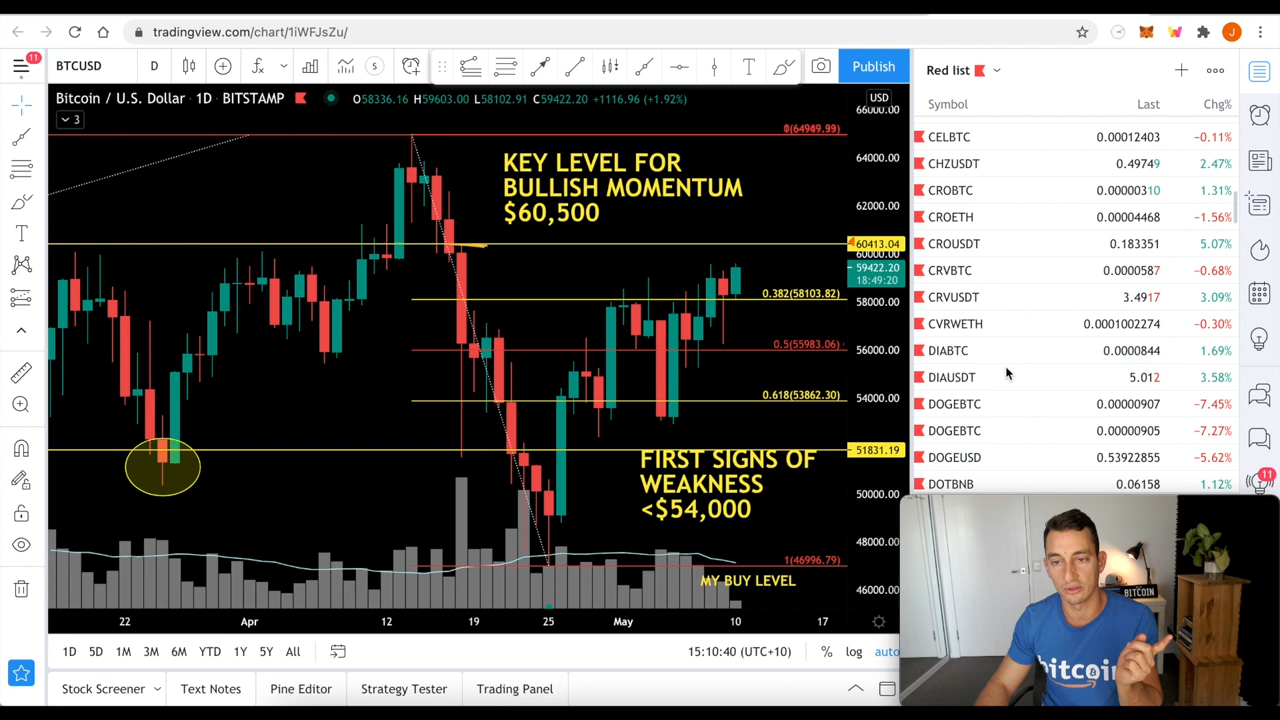 tradingview.com/chart/1iWFJsZu/
J
11
BTCUSD
D
S
Publish
Red list
Bitcoin / U.S. Dollar · 1D · BITSTAMP
O58336.16 H59603.00 L58102.91 C59422.20 +1116.96 (+1.92%)
3
USD
Symbol Last Chg%
CELBTC 0.00012403 −0.11%
CHZUSDT 0.49749 2.47%
CROBTC 0.00000310 1.31%
CROETH 0.00004468 −1.56%
CROUSDT 0.183351 5.07%
CRVBTC 0.0000587 −0.68%
CRVUSDT 3.4917 3.09%
CVRWETH 0.0001002274 −0.30%
DIABTC 0.0000844 1.69%
DIAUSDT 5.012 3.58%
DOGEBTC 0.00000907 −7.45%
DOGEBTC 0.00000905 −7.27%
DOGEUSD 0.53922855 −5.62%
DOTBNB 0.06158 1.12%
11
66000.00
64000.00
62000.00
60413.04
60000.00
59422.20
18:49:20
58000.00
56000.00
54000.00
51831.19
50000.00
48000.00
46000.00
KEY LEVEL FOR
BULLISH MOMENTUM
$60,500
0.382(58103.82)
0.5(55983.06)
0.618(53862.30)
FIRST SIGNS OF
WEAKNESS
<$54,000
1(46996.79)
MY BUY LEVEL
22 Apr 12 19 25 May 10 17
1D 5D 1M 3M 6M YTD 1Y 5Y All
15:10:40 (UTC+10) % log auto
Stock Screener Text Notes Pine Editor Strategy Tester Trading Panel
BITCOIN
bitcoin